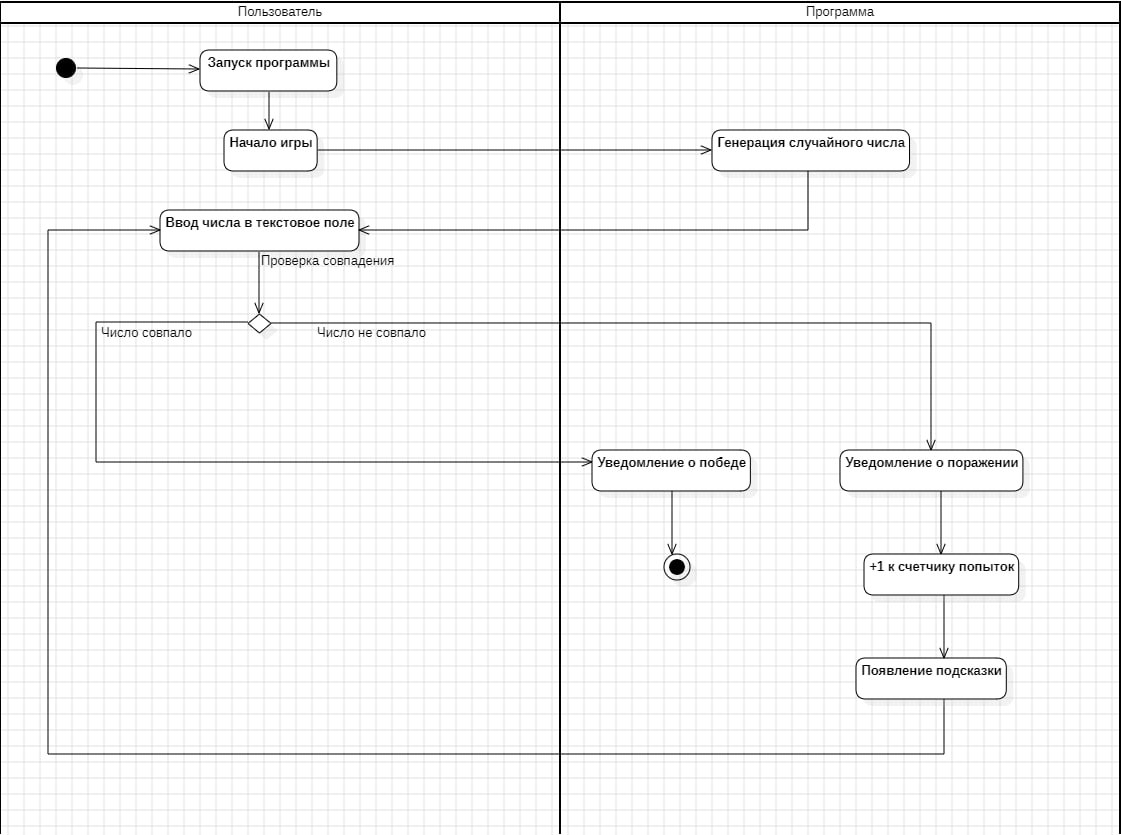 Пользователь
Программа
Запуск программы
Начало игры
Генерация случайного числа
Ввод числа в текстовое поле
Проверка совпадения
Число совпало
Число не совпало
Уведомление о победе
Уведомление о поражении
+1 к счетчику попыток
Появление подсказки